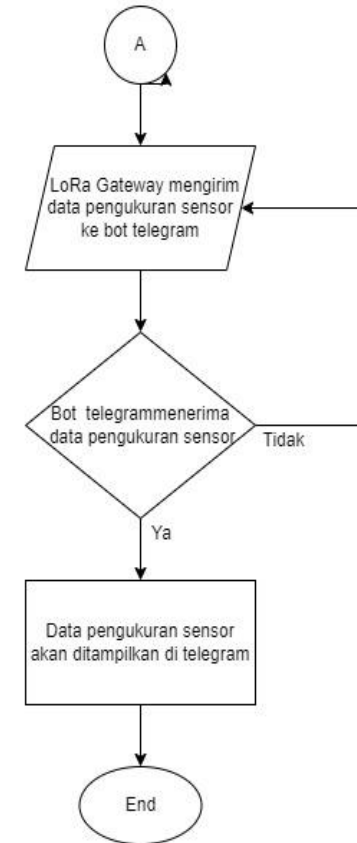 A
LoRa Gateway mengirim
data pengukuran sensor
ke bot telegram
Bot telegrammenerima
data pengukuran sensor
Tidak
Ya
Data pengukuran sensor
akan ditampilkan di telegram
End